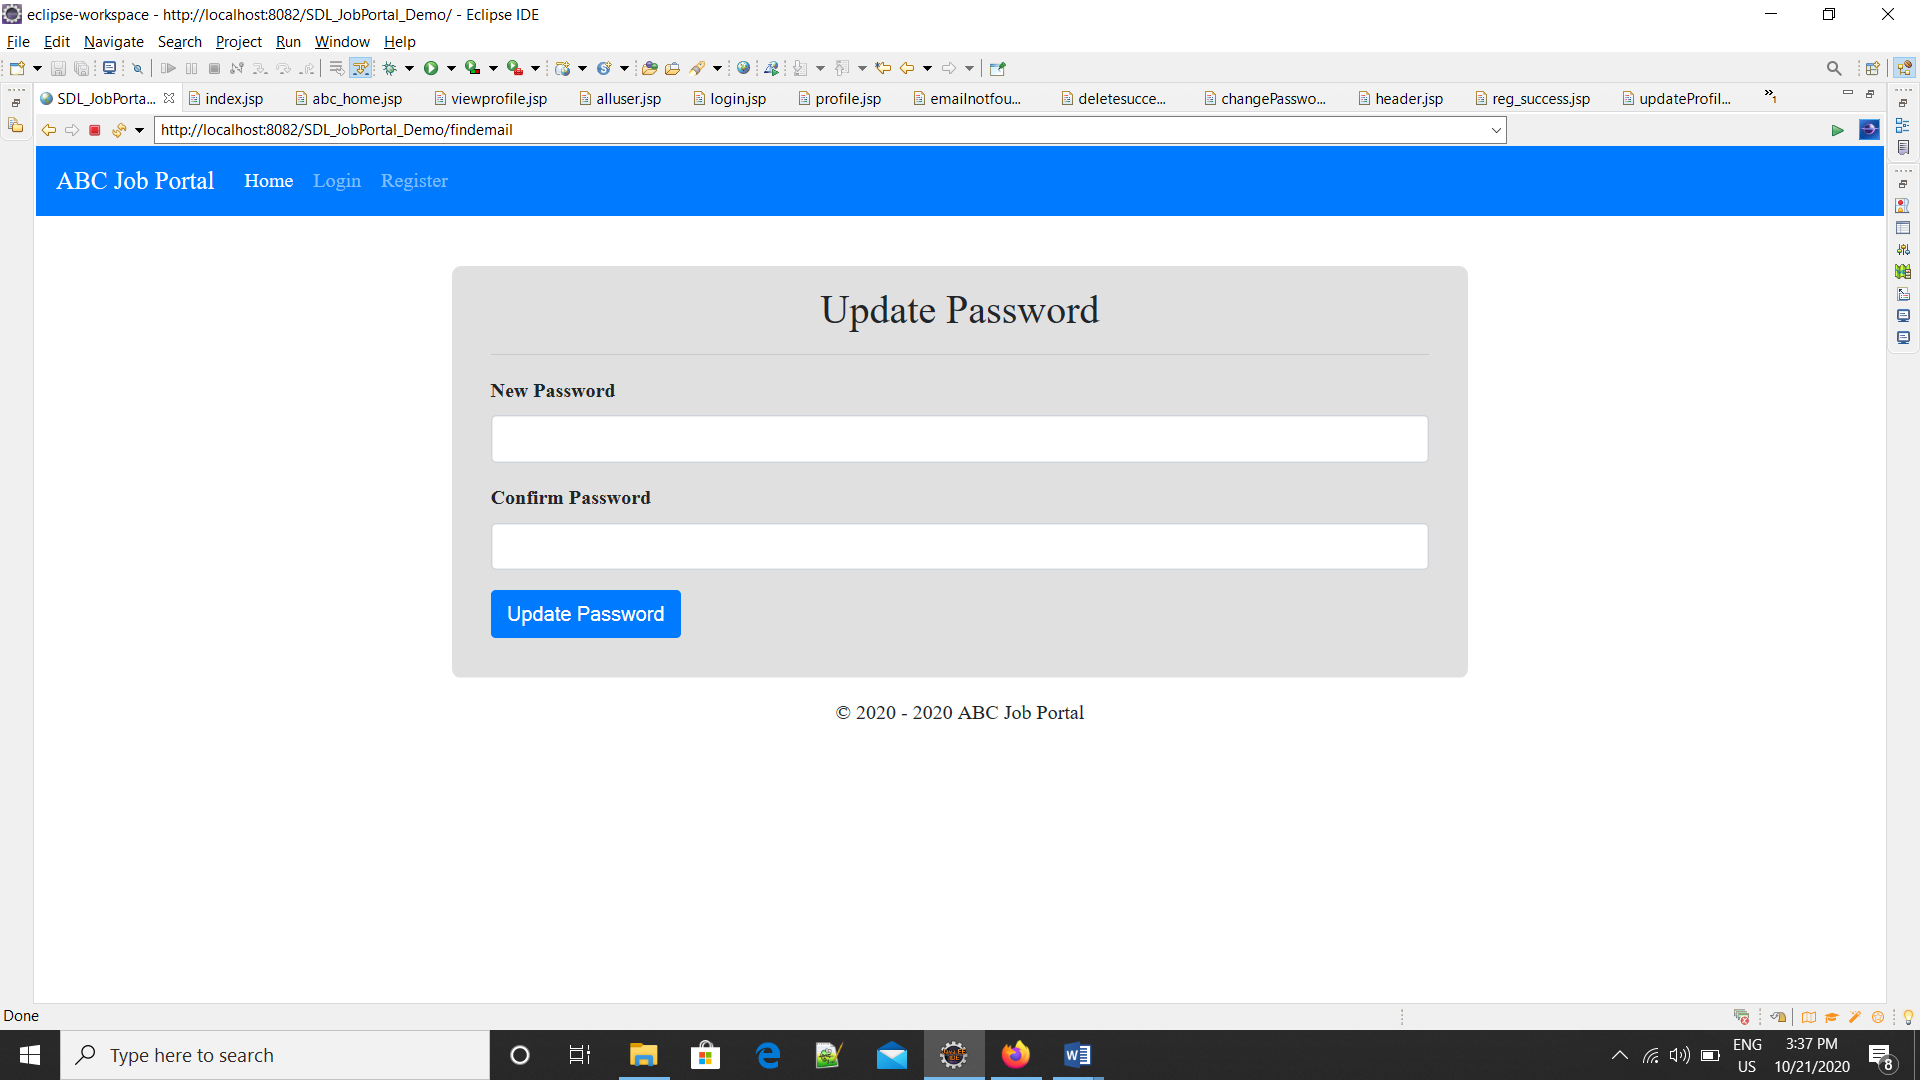 eclipse-workspace - http://localhost:8082/SDL_JobPortal_Demo/ - Eclipse IDE
File Edit Navigate Search Project Run Window Help
SDL_JobPorta... index.jsp abc_home.jsp viewprofile.jsp alluser.jsp login.jsp profile.jsp emailnotfou... deletesucce... changePasswo... header.jsp reg_success.jsp updateProfil... »1
http://localhost:8082/SDL_JobPortal_Demo/findemail
ABC Job Portal Home Login Register
Update Password
New Password
Confirm Password
Update Password
© 2020 - 2020 ABC Job Portal
Done
Type here to search
ENG
US
3:37 PM
10/21/2020
8